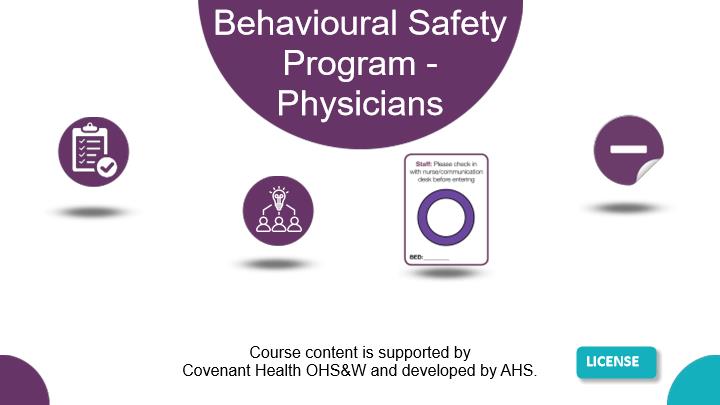 Behavioural Safety
Program -
Physicians
Staff: Please check in
with nurse/communication
desk before entering
BED:______
Course content is supported by
Covenant Health OHS&W and developed by AHS.
LICENSE